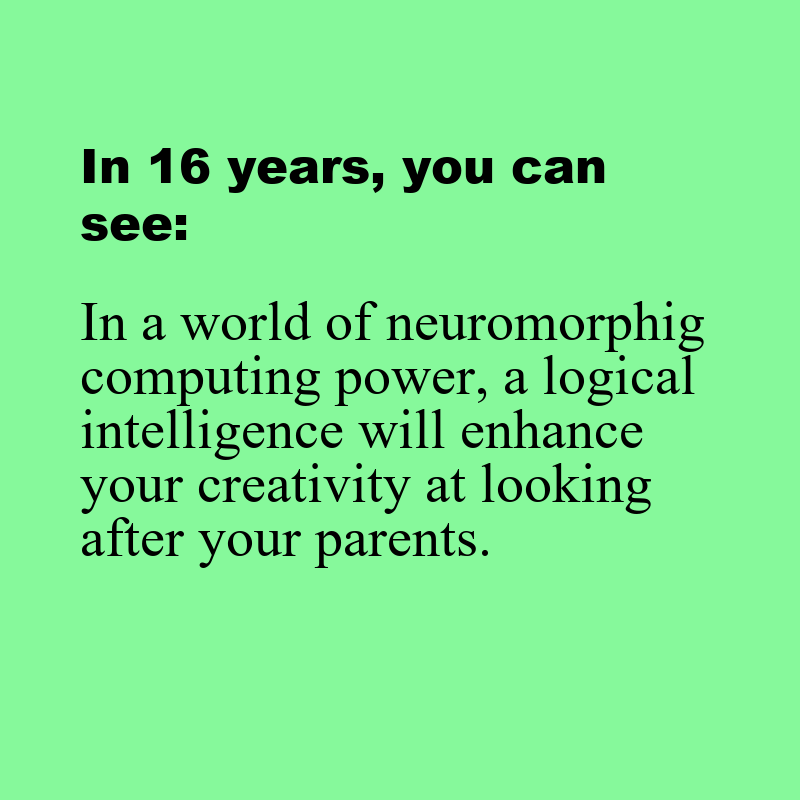 In 16 years, you can
see:
In a world of neuromorphig
computing power, a logical
intelligence will enhance
your creativity at looking
after your parents.